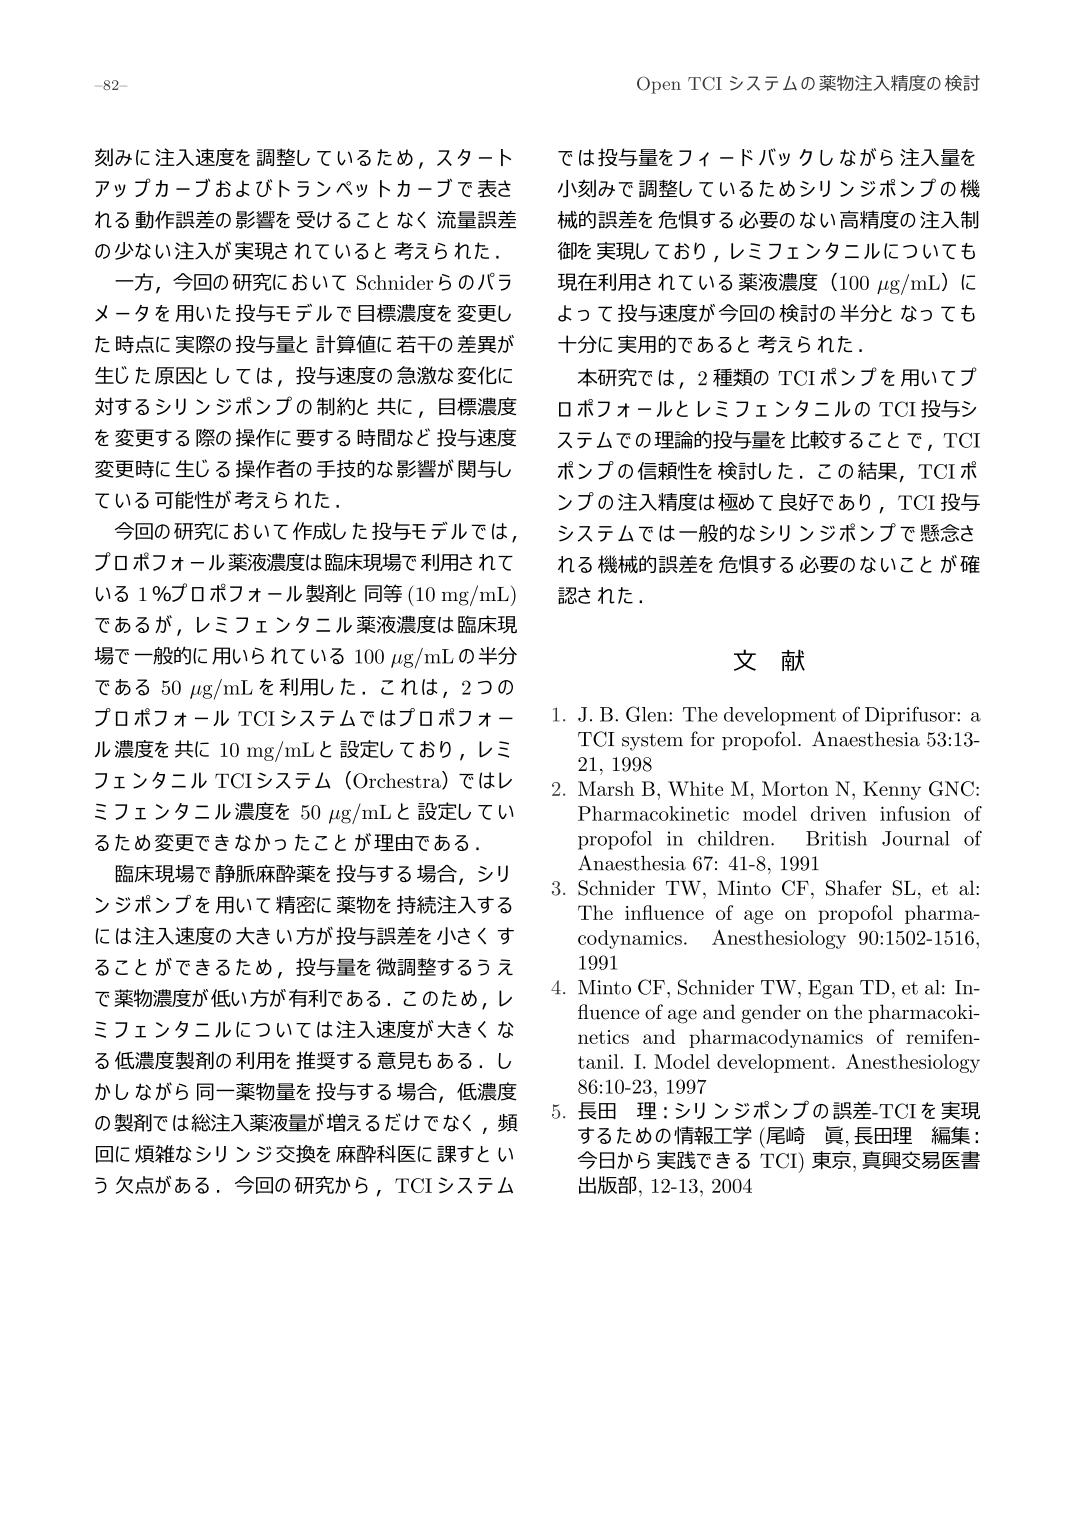 –82–
Open TCI システムの薬物注入精度の検討
刻みに注入速度を調整しているため，スタート
アップカーブおよびトランペットカーブで表さ
れる動作誤差の影響を受けることなく流量誤差
の少ない注入が実現されていると考えられた．
一方，今回の研究において Schnider らのパラ
メータを用いた投与モデルで目標濃度を変更し
た時点に実際の投与量と計算値に若干の差異が
生じた原因としては，投与速度の急激な変化に
対するシリンジポンプの制約と共に，目標濃度
を変更する際の操作に要する時間など投与速度
変更時に生じる操作者の手技的な影響が関与し
ている可能性が考えられた．
今回の研究において作成した投与モデルでは，
プロポフォール薬液濃度は臨床現場で利用されて
いる 1 %プロポフォール製剤と同等 (10 mg/mL)
であるが，レミフェンタニル薬液濃度は臨床現
場で一般的に用いられている 100 μg/mL の半分
である 50 μg/mL を利用した．これは，2 つの
プロポフォール TCI システムではプロポフォー
ル濃度を共に 10 mg/mL と設定しており，レミ
フェンタニル TCI システム（Orchestra）ではレ
ミフェンタニル濃度を 50 μg/mL と設定してい
るため変更できなかったことが理由である．
臨床現場で静脈麻酔薬を投与する場合，シリ
ンジポンプを用いて精密に薬物を持続注入する
には注入速度の大きい方が投与誤差を小さくす
ることができるため，投与量を微調整するうえ
で薬物濃度が低い方が有利である．このため，レ
ミフェンタニルについては注入速度が大きくな
る低濃度製剤の利用を推奨する意見もある．し
かしながら同一薬物量を投与する場合，低濃度
の製剤では総注入薬液量が増えるだけでなく，頻
回に煩雑なシリンジ交換を麻酔科医に課すとい
う欠点がある．今回の研究から，TCI システム
では投与量をフィードバックしながら注入量を
小刻みで調整しているためシリンジポンプの機
械的誤差を危惧する必要のない高精度の注入制
御を実現しており，レミフェンタニルについても
現在利用されている薬液濃度（100 μg/mL）に
よって投与速度が今回の検討の半分となっても
十分に実用的であると考えられた．
本研究では，2 種類の TCI ポンプを用いてプ
ロポフォールとレミフェンタニルの TCI 投与シ
ステムでの理論的投与量を比較することで，TCI
ポンプの信頼性を検討した．この結果，TCI ポ
ンプの注入精度は極めて良好であり，TCI 投与
システムでは一般的なシリンジポンプで懸念さ
れる機械的誤差を危惧する必要のないことが確
認された．
文　献
1. J. B. Glen: The development of Diprifusor: a
TCI system for propofol. Anaesthesia 53:13-
21, 1998
2. Marsh B, White M, Morton N, Kenny GNC:
Pharmacokinetic model driven infusion of
propofol in children. British Journal of
Anaesthesia 67: 41-8, 1991
3. Schnider TW, Minto CF, Shafer SL, et al:
The influence of age on propofol pharma-
codynamics. Anesthesiology 90:1502-1516,
1991
4. Minto CF, Schnider TW, Egan TD, et al: In-
fluence of age and gender on the pharmacoki-
netics and pharmacodynamics of remifen-
tanil. I. Model development. Anesthesiology
86:10-23, 1997
5. 長田　理 : シリンジポンプの誤差-TCI を実現
するための情報工学 (尾崎　眞, 長田理　編集 :
今日から実践できる TCI) 東京, 真興交易医書
出版部, 12-13, 2004